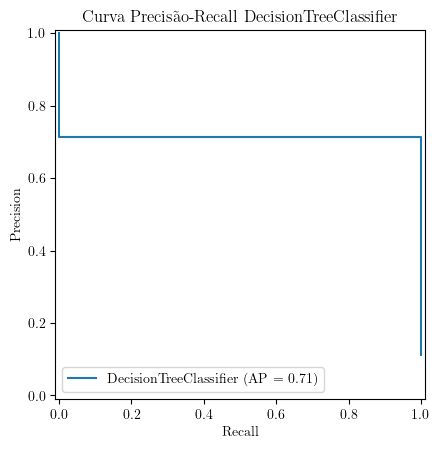 Curva Precisão-Recall DecisionTreeClassifier
1.0
0.8
0.6
0.4
0.2
0.0
Precision
DecisionTreeClassifier (AP = 0.71)
0.0 0.2 0.4 0.6 0.8 1.0
Recall